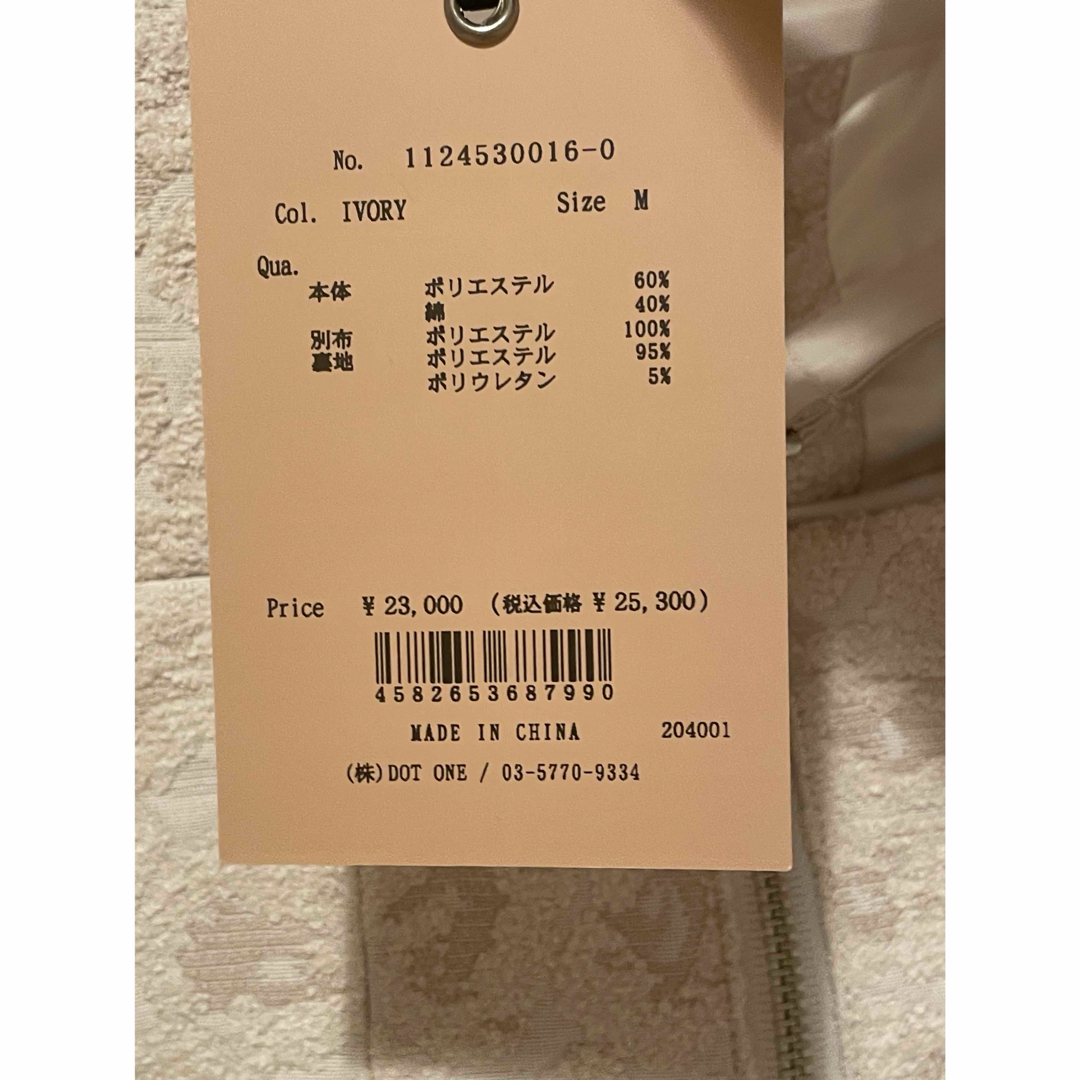 No. 1124530016-0
Col. IVORY Size M
Qua.
本体 ポリエステル 60%
綿 40%
別布 ポリエステル 100%
裏地 ポリエステル 95%
ポリウレタン 5%
Price ¥ 23,000 (税込価格 ¥ 25,300)
4582653687990
MADE IN CHINA 204001
(株)DOT ONE / 03-5770-9334